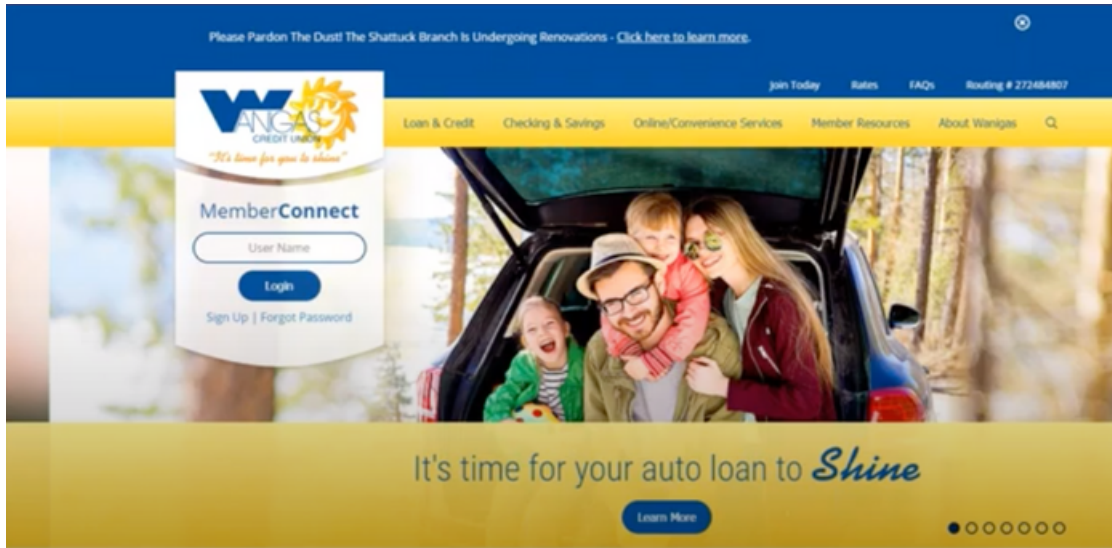 Please Pardon The Dust! The Shattuck Branch Is Undergoing Renovations - Click here to learn more.
Join Today Rates FAQs Routing # 272484807
WANIGAS
CREDIT UNION
"It's time for you to shine"
Loan & Credit Checking & Savings Online/Convenience Services Member Resources About Wanigas
MemberConnect
User Name
Login
Sign Up | Forgot Password
It's time for your auto loan to Shine
Learn More